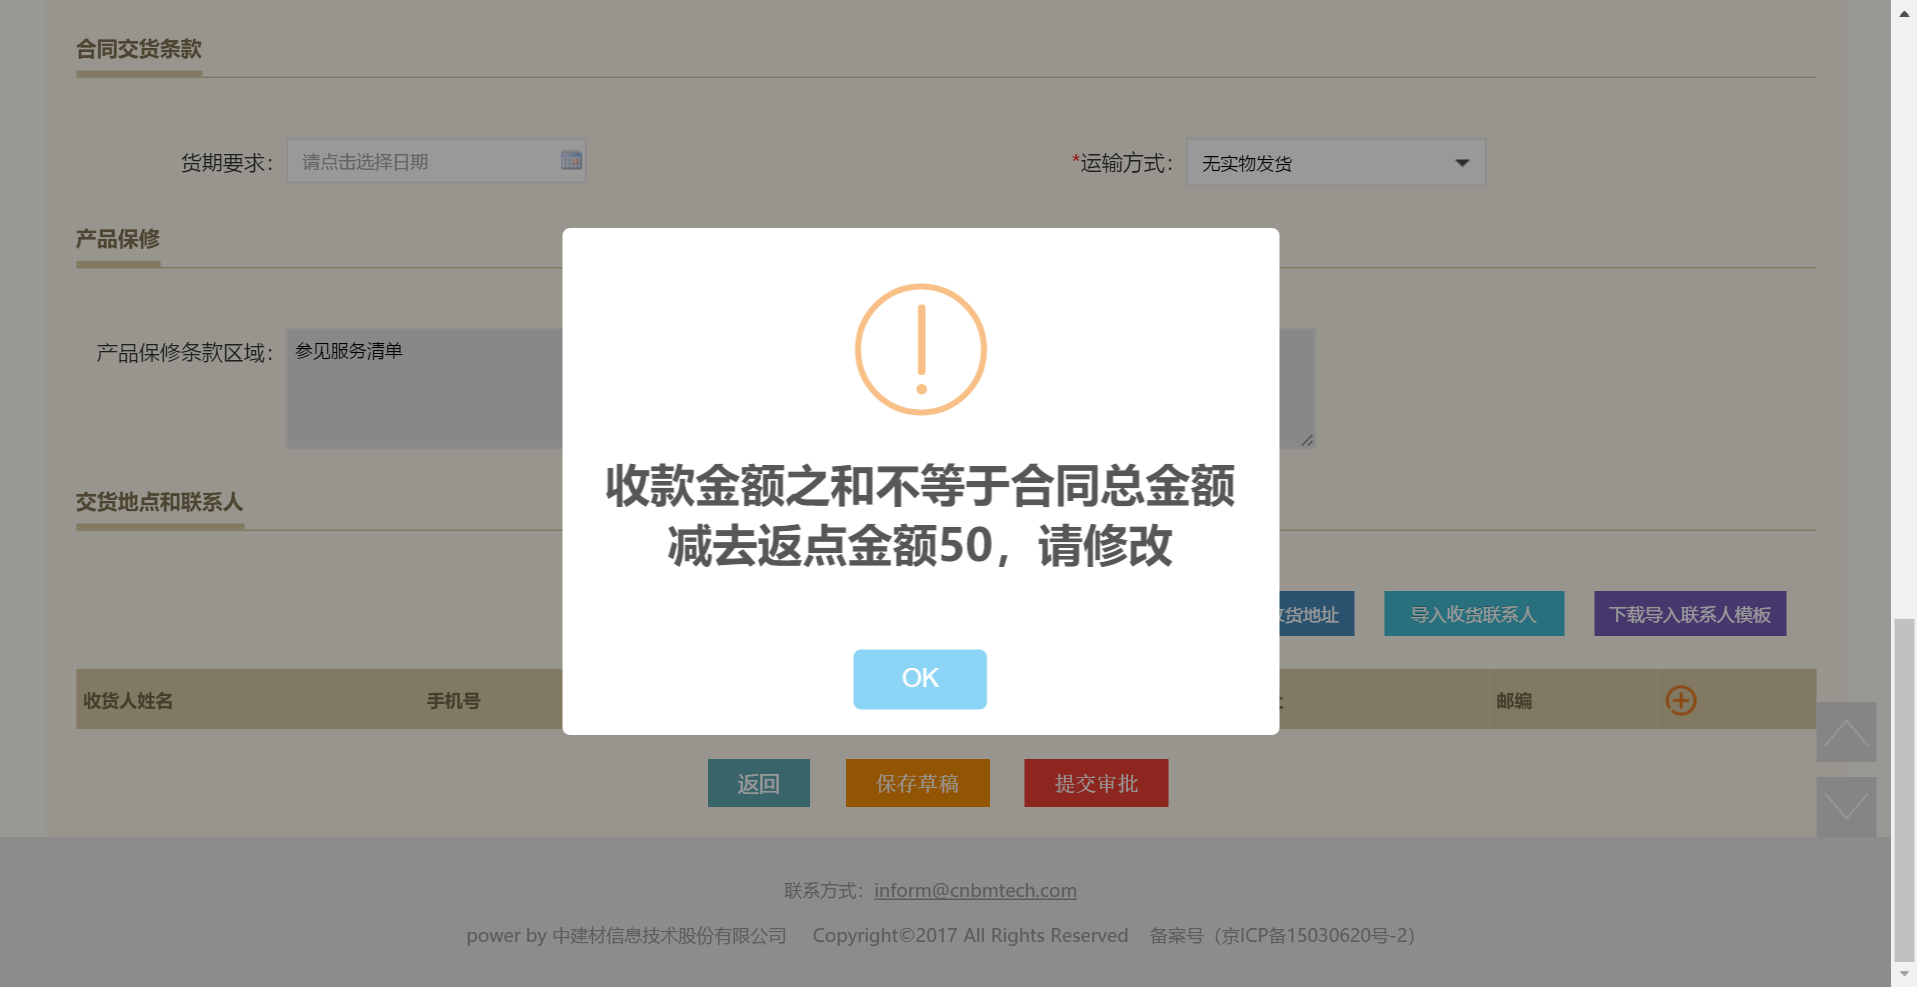 合同交货条款
货期要求： 请点击选择日期 *运输方式： 无实物发货
产品保修
产品保修条款区域： 参见服务清单
收款金额之和不等于合同总金额
减去返点金额50，请修改
OK
交货地点和联系人
货地址 导入收货联系人 下载导入联系人模板
收货人姓名 手机号 邮编
返回 保存草稿 提交审批
联系方式：inform@cnbmtech.com
power by 中建材信息技术股份有限公司 Copyright©2017 All Rights Reserved 备案号（京ICP备15030620号-2）